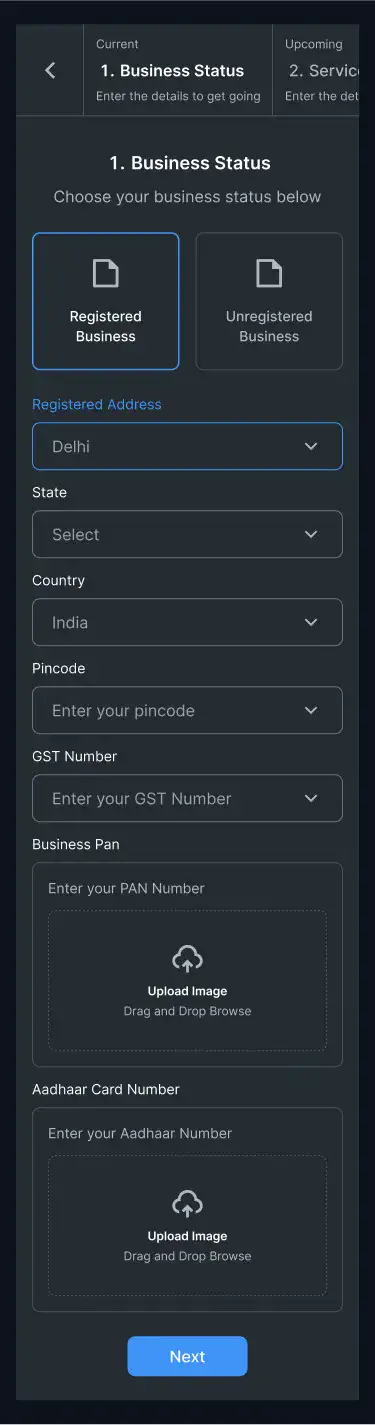 Current
1. Business Status
Enter the details to get going
Upcoming
2. Service
Enter the det
1. Business Status
Choose your business status below
Registered
Business
Unregistered
Business
Registered Address
Delhi
State
Select
Country
India
Pincode
Enter your pincode
GST Number
Enter your GST Number
Business Pan
Enter your PAN Number
Upload Image
Drag and Drop Browse
Aadhaar Card Number
Enter your Aadhaar Number
Upload Image
Drag and Drop Browse
Next